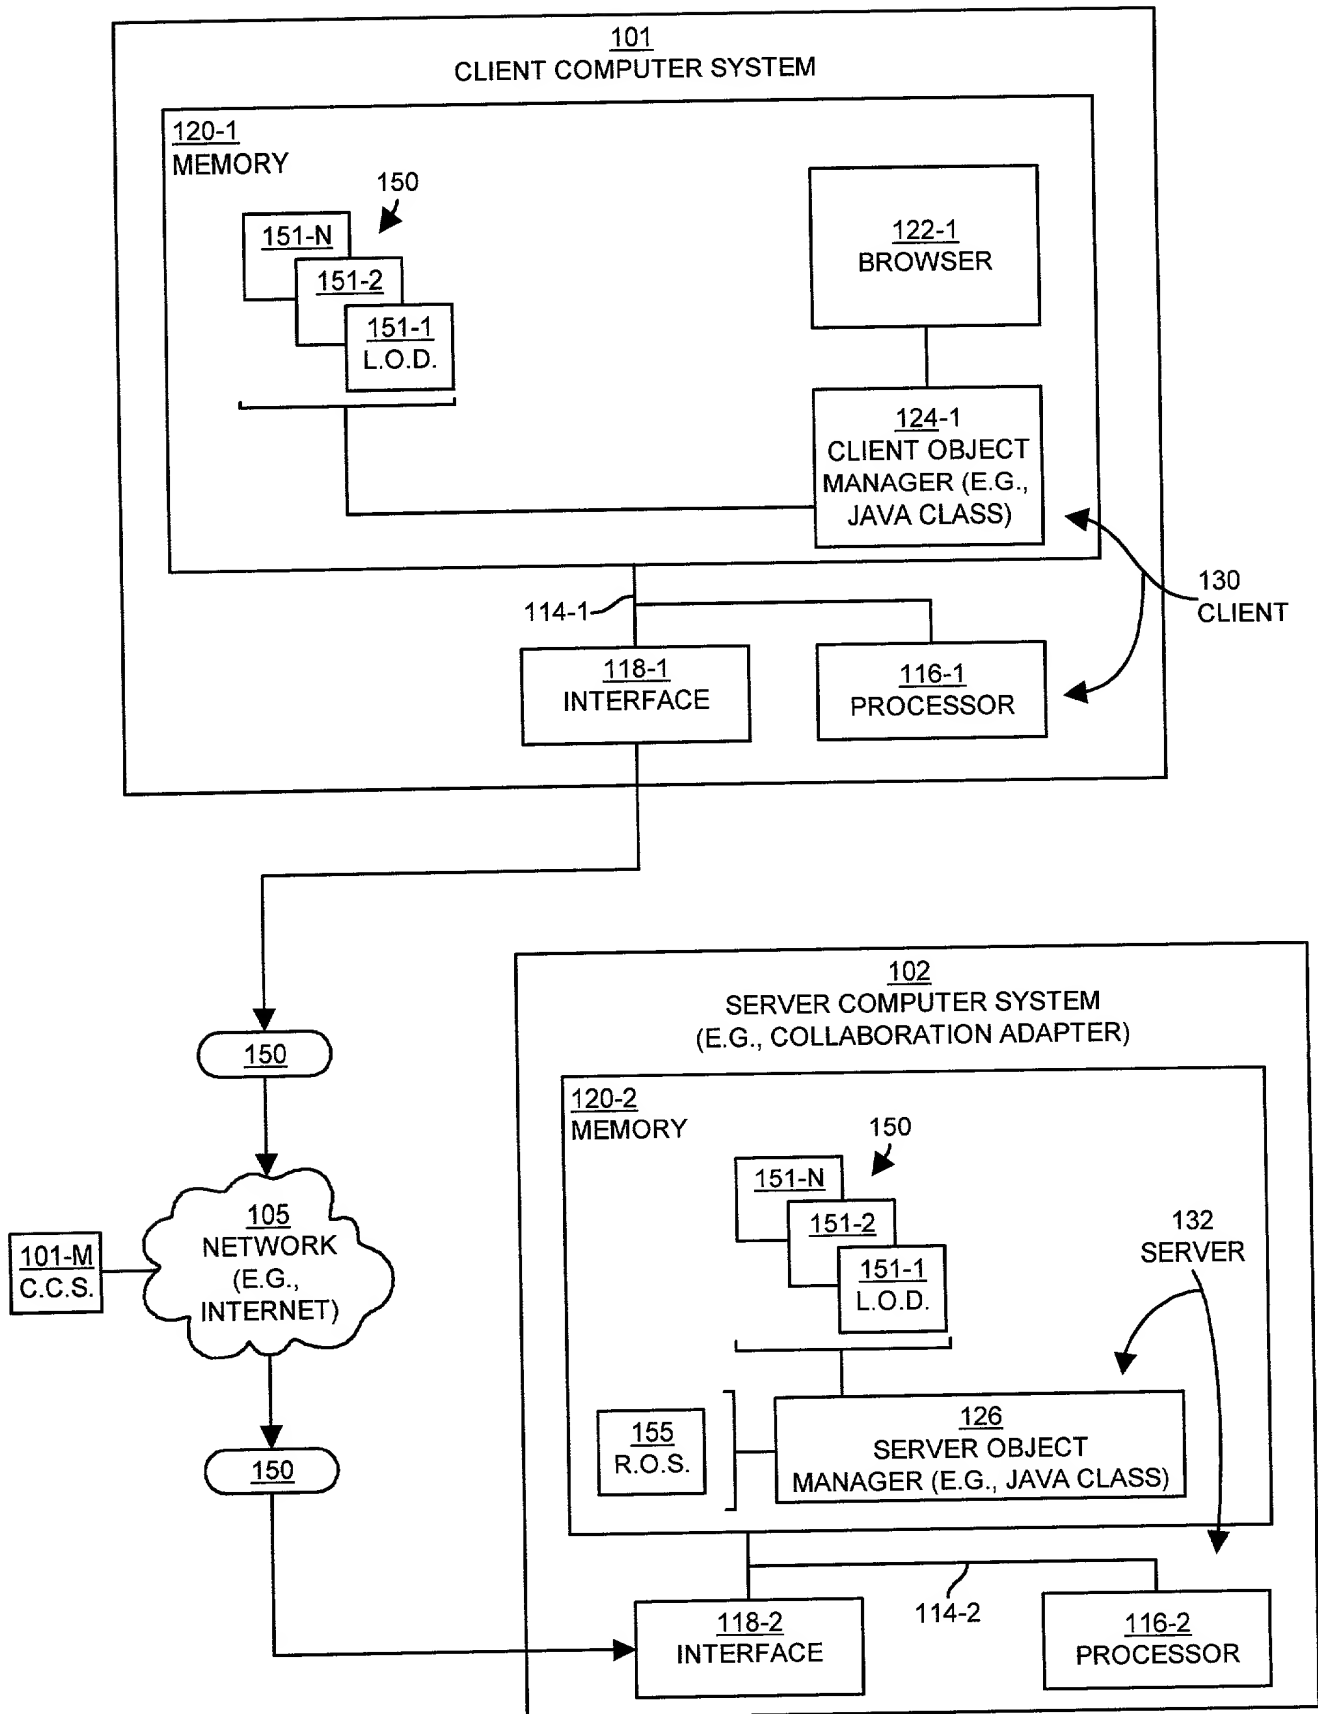 101
CLIENT COMPUTER SYSTEM
120-1
MEMORY
150
151-N
151-2
151-1
L.O.D.
122-1
BROWSER
124-1
CLIENT OBJECT
MANAGER (E.G.,
JAVA CLASS)
130
CLIENT
114-1
118-1
INTERFACE
116-1
PROCESSOR
150
105
NETWORK
(E.G.,
INTERNET)
101-M
C.C.S.
150
102
SERVER COMPUTER SYSTEM
(E.G., COLLABORATION ADAPTER)
120-2
MEMORY
150
151-N
151-2
151-1
L.O.D.
132
SERVER
155
R.O.S.
126
SERVER OBJECT
MANAGER (E.G., JAVA CLASS)
114-2
118-2
INTERFACE
116-2
PROCESSOR